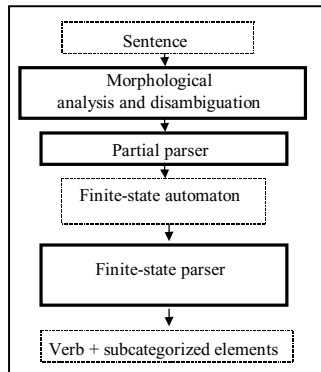 Sentence
Morphological
analysis and disambiguation
Partial parser
Finite-state automaton
Finite-state parser
Verb + subcategorized elements